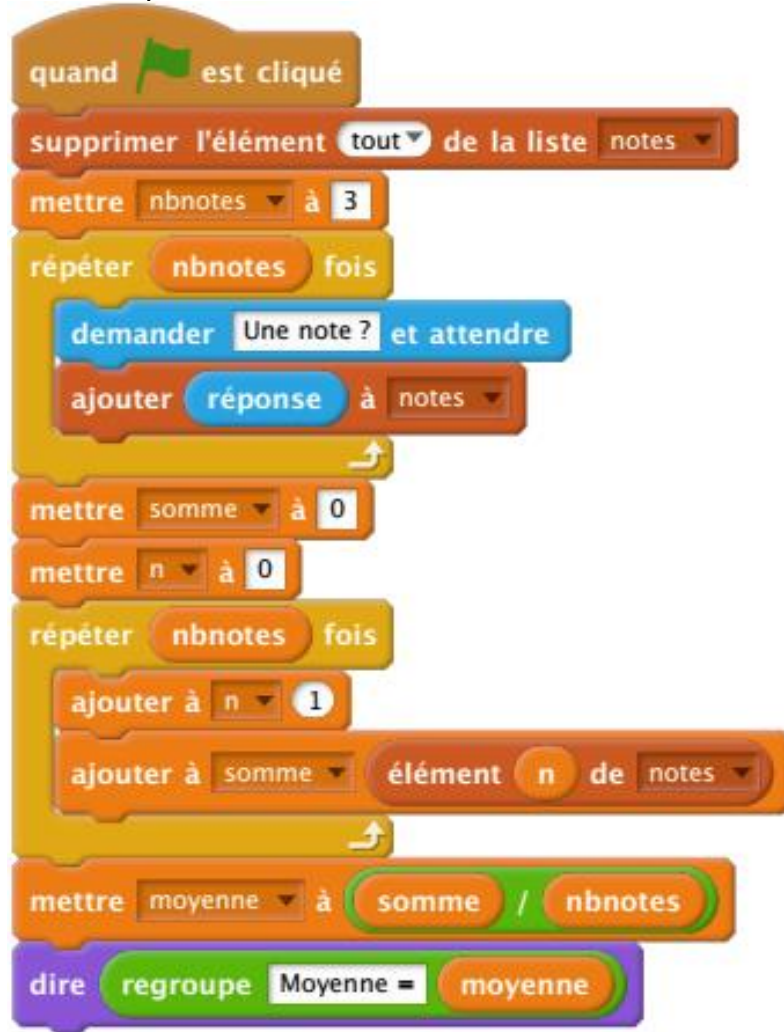 quand est cliqué
supprimer l'élément tout de la liste notes
mettre nbnotes à 3
répéter nbnotes fois
demander Une note ? et attendre
ajouter réponse à notes
mettre somme à 0
mettre n à 0
répéter nbnotes fois
ajouter à n 1
ajouter à somme élément n de notes
mettre moyenne à somme / nbnotes
dire regroupe Moyenne = moyenne